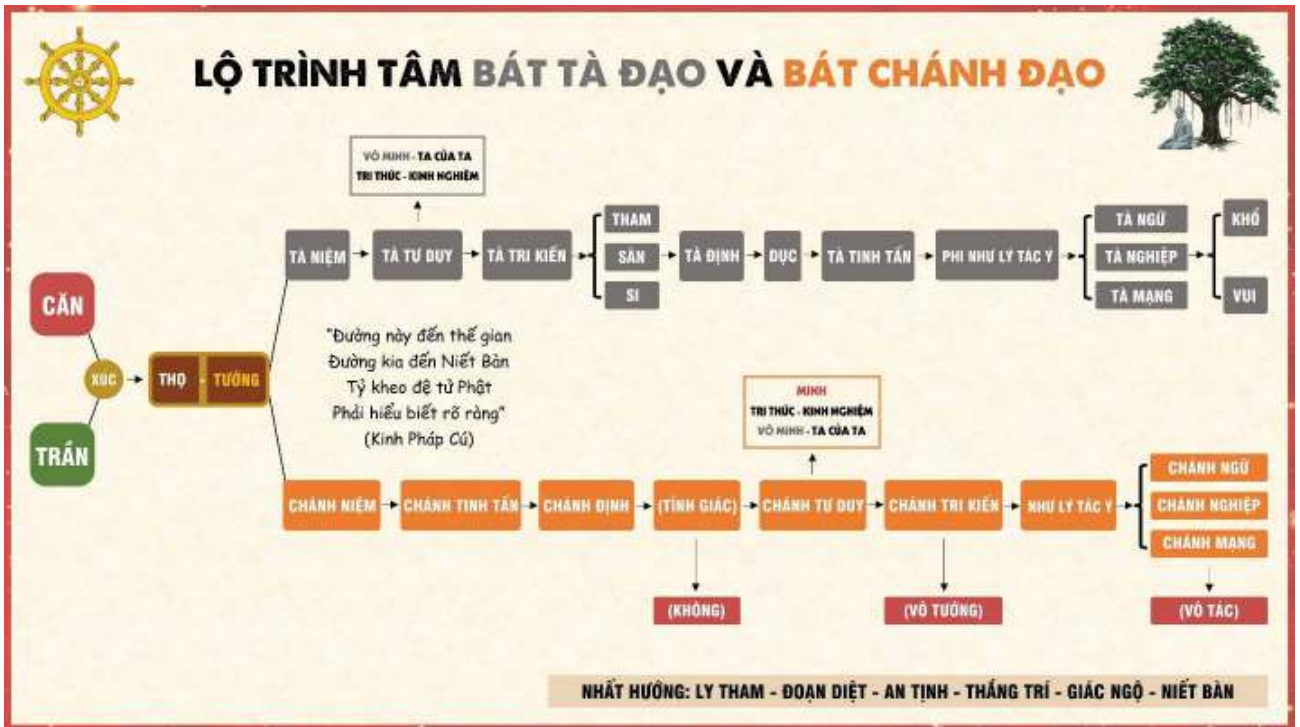 LỘ TRÌNH TÂM BÁT TÀ ĐẠO VÀ BÁT CHÁNH ĐẠO
VÔ MINH - TA CỦA TA
TRI THỨC - KINH NGHIỆM
TÀ NIỆM
TÀ TƯ DUY
TÀ TRI KIẾN
THAM
SÂN
SI
TÀ ĐỊNH
DỤC
TÀ TINH TẤN
PHI NHƯ LÝ TÁC Ý
TÀ NGỮ
TÀ NGHIỆP
TÀ MẠNG
KHỔ
VUI
CĂN
XÚC
TRẦN
THỌ - TƯỞNG
"Đường này đến thế gian
Đường kia đến Niết Bàn
Tỷ kheo đệ tử Phật
Phải hiểu biết rõ ràng"
(Kinh Pháp Cú)
MINH
TRI THỨC - KINH NGHIỆM
VÔ MINH - TA CỦA TA
CHÁNH NIỆM
CHÁNH TINH TẤN
CHÁNH ĐỊNH
(TỈNH GIÁC)
CHÁNH TƯ DUY
CHÁNH TRI KIẾN
NHƯ LÝ TÁC Ý
CHÁNH NGỮ
CHÁNH NGHIỆP
CHÁNH MẠNG
(KHÔNG)
(VÔ TƯỚNG)
(VÔ TÁC)
NHẤT HƯỚNG: LY THAM - ĐOẠN DIỆT - AN TỊNH - THẮNG TRÍ - GIÁC NGỘ - NIẾT BÀN